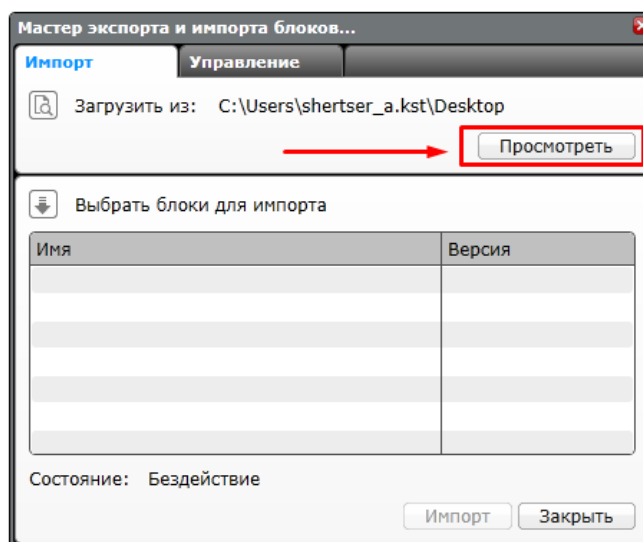 Мастер экспорта и импорта блоков...
Импорт Управление
Загрузить из: C:\Users\shertser_a.kst\Desktop
Просмотреть
Выбрать блоки для импорта
Имя Версия
Состояние: Бездействие
Импорт Закрыть